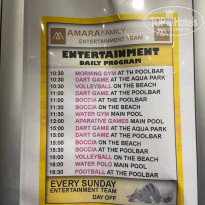 TOPHOTELS
AMARA FAMILY
ENTERTAINMENT TEAM
ENTERTAINMENT
DAILY PROGRAM
10:30 MORNING GYM AT TH POOLBAR
10:30 DART GAME AT THE AQUA PARK
10:30 VOLLEYBALL ON THE BEACH
11:00 DART GAME AT THE POOLBAR
11:00 BOCCIA AT THE POOLBAR
11:00 BOCCIA ON THE BEACH
11:30 WATER GYM MAIN POOL
12:00 APARATIVE GAMES MAIN POOL
15:00 DART GAME AT THE AQUA PARK
15:00 DART GAME AT THE POOLBAR
15:30 BOCCIA AT THE POOLBAR
15:30 BOCCIA ON THE BEACH
16:00 VOLLEYBALL ON THE BEACH
16:00 WATER POLO MAIN POOL
16:30 FOOTBALL AT THE POOLBAR
EVERY SUNDAY
ENTERTAINMENT TEAM
DAY OFF